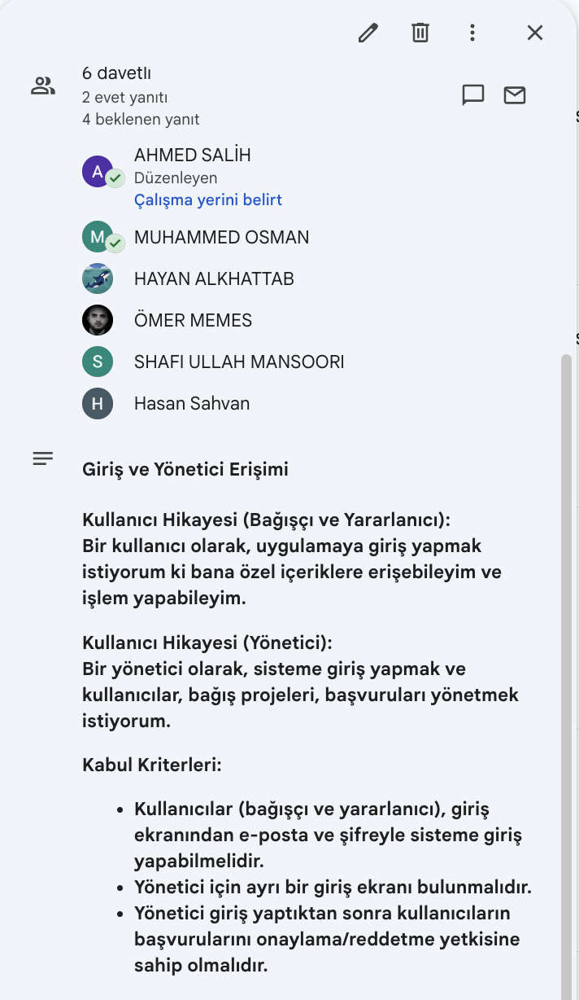 6 davetli
2 evet yanıtı
4 beklenen yanıt
A
AHMED SALİH
Düzenleyen
Çalışma yerini belirt
M
MUHAMMED OSMAN
HAYAN ALKHATTAB
ÖMER MEMES
S
SHAFI ULLAH MANSOORI
H
Hasan Sahvan
Giriş ve Yönetici Erişimi
Kullanıcı Hikayesi (Bağışçı ve Yararlanıcı):
Bir kullanıcı olarak, uygulamaya giriş yapmak
istiyorum ki bana özel içeriklere erişebileyim ve
işlem yapabileyim.
Kullanıcı Hikayesi (Yönetici):
Bir yönetici olarak, sisteme giriş yapmak ve
kullanıcılar, bağış projeleri, başvuruları yönetmek
istiyorum.
Kabul Kriterleri:
• Kullanıcılar (bağışçı ve yararlanıcı), giriş
ekranından e-posta ve şifreyle sisteme giriş
yapabilmelidir.
• Yönetici için ayrı bir giriş ekranı bulunmalıdır.
• Yönetici giriş yaptıktan sonra kullanıcıların
başvurularını onaylama/reddetme yetkisine
sahip olmalıdır.